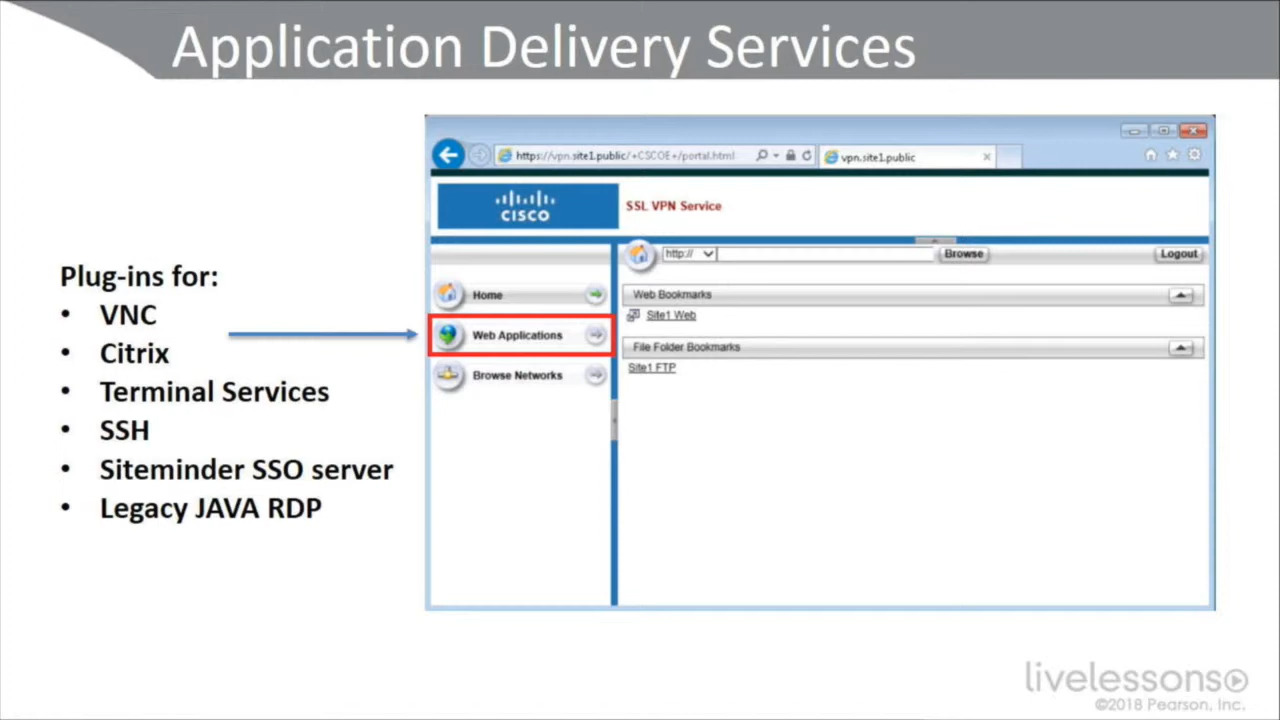 Application Delivery Services
https://vpn.site1.public/+CSCOE+/portal.html
vpn.site1.public
CISCO
SSL VPN Service
http://
Browse
Logout
Home
Web Applications
Browse Networks
Web Bookmarks
Site1 Web
File Folder Bookmarks
Site1 FTP
Plug-ins for:
• VNC
• Citrix
• Terminal Services
• SSH
• Siteminder SSO server
• Legacy JAVA RDP
livelessons
©2018 Pearson, Inc.